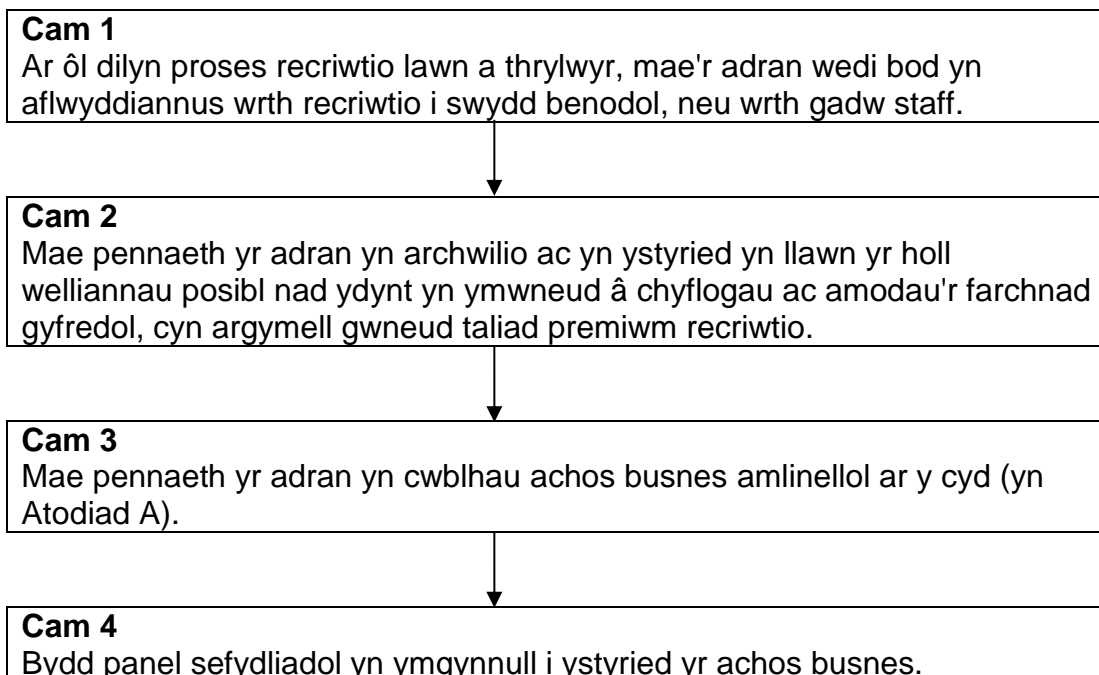 Cam 1
Ar ôl dilyn proses recriwtio lawn a thrylwyr, mae'r adran wedi bod yn
aflwyddiannus wrth recriwtio i swydd benodol, neu wrth gadw staff.
Cam 2
Mae pennaeth yr adran yn archwilio ac yn ystyried yn llawn yr holl
welliannau posibl nad ydynt yn ymwneud â chyflogau ac amodau'r farchnad
gyfredol, cyn argymell gwneud taliad premiwm recriwtio.
Cam 3
Mae pennaeth yr adran yn cwblhau achos busnes amlinellol ar y cyd (yn
Atodiad A).
Cam 4
Bydd panel sefydliadol yn ymgynnull i ystyried yr achos busnes.